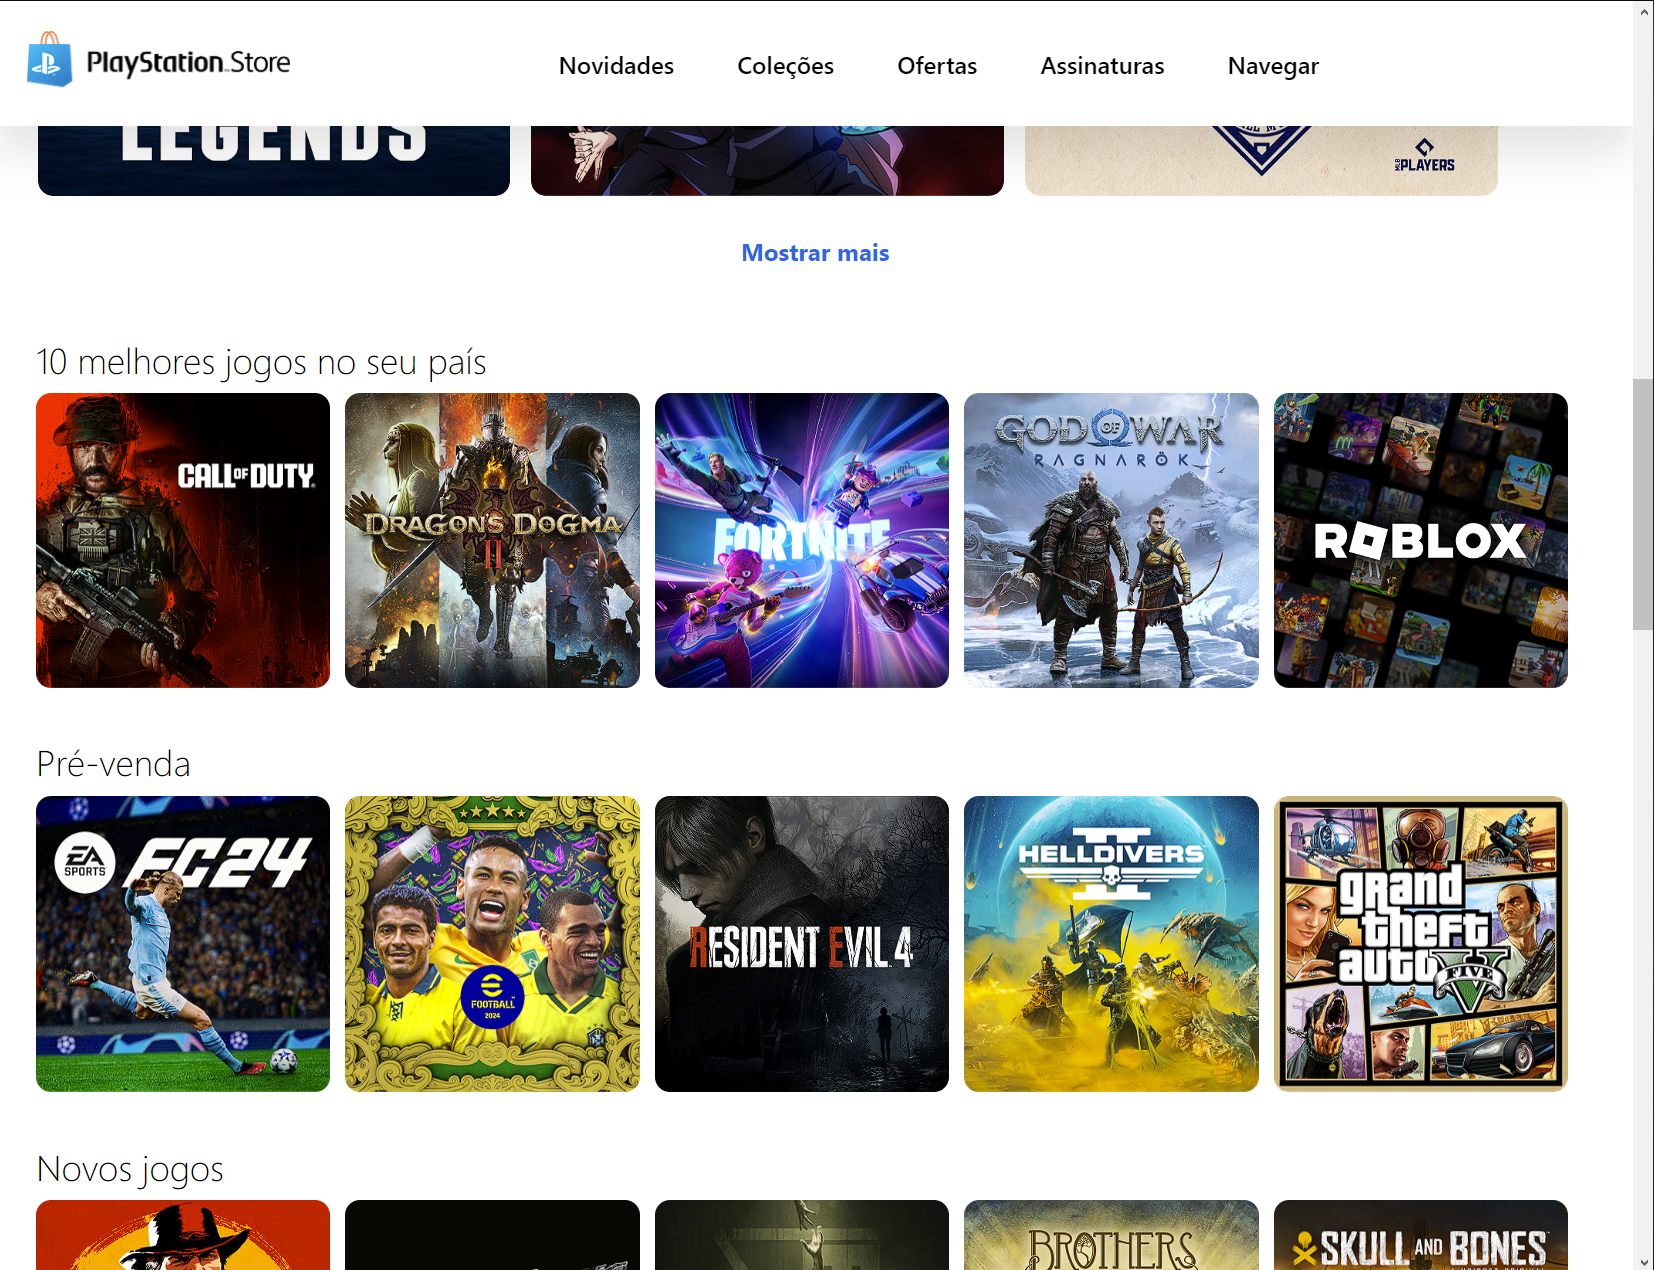 PlayStation Store
Novidades
Coleções
Ofertas
Assinaturas
Navegar
LEGENDS
MLB PLAYERS
Mostrar mais
10 melhores jogos no seu país
CALL OF DUTY
DRAGON'S DOGMA
II
FORTNITE
GOD OF WAR
RAGNARÖK
ROBLOX
Pré-venda
EA
SPORTS
FC24
e
FOOTBALL
2024
RESIDENT EVIL 4
II
HELLDIVERS
grand
theft
auto
V
FIVE
Novos jogos
BROTHERS
SKULL AND BONES